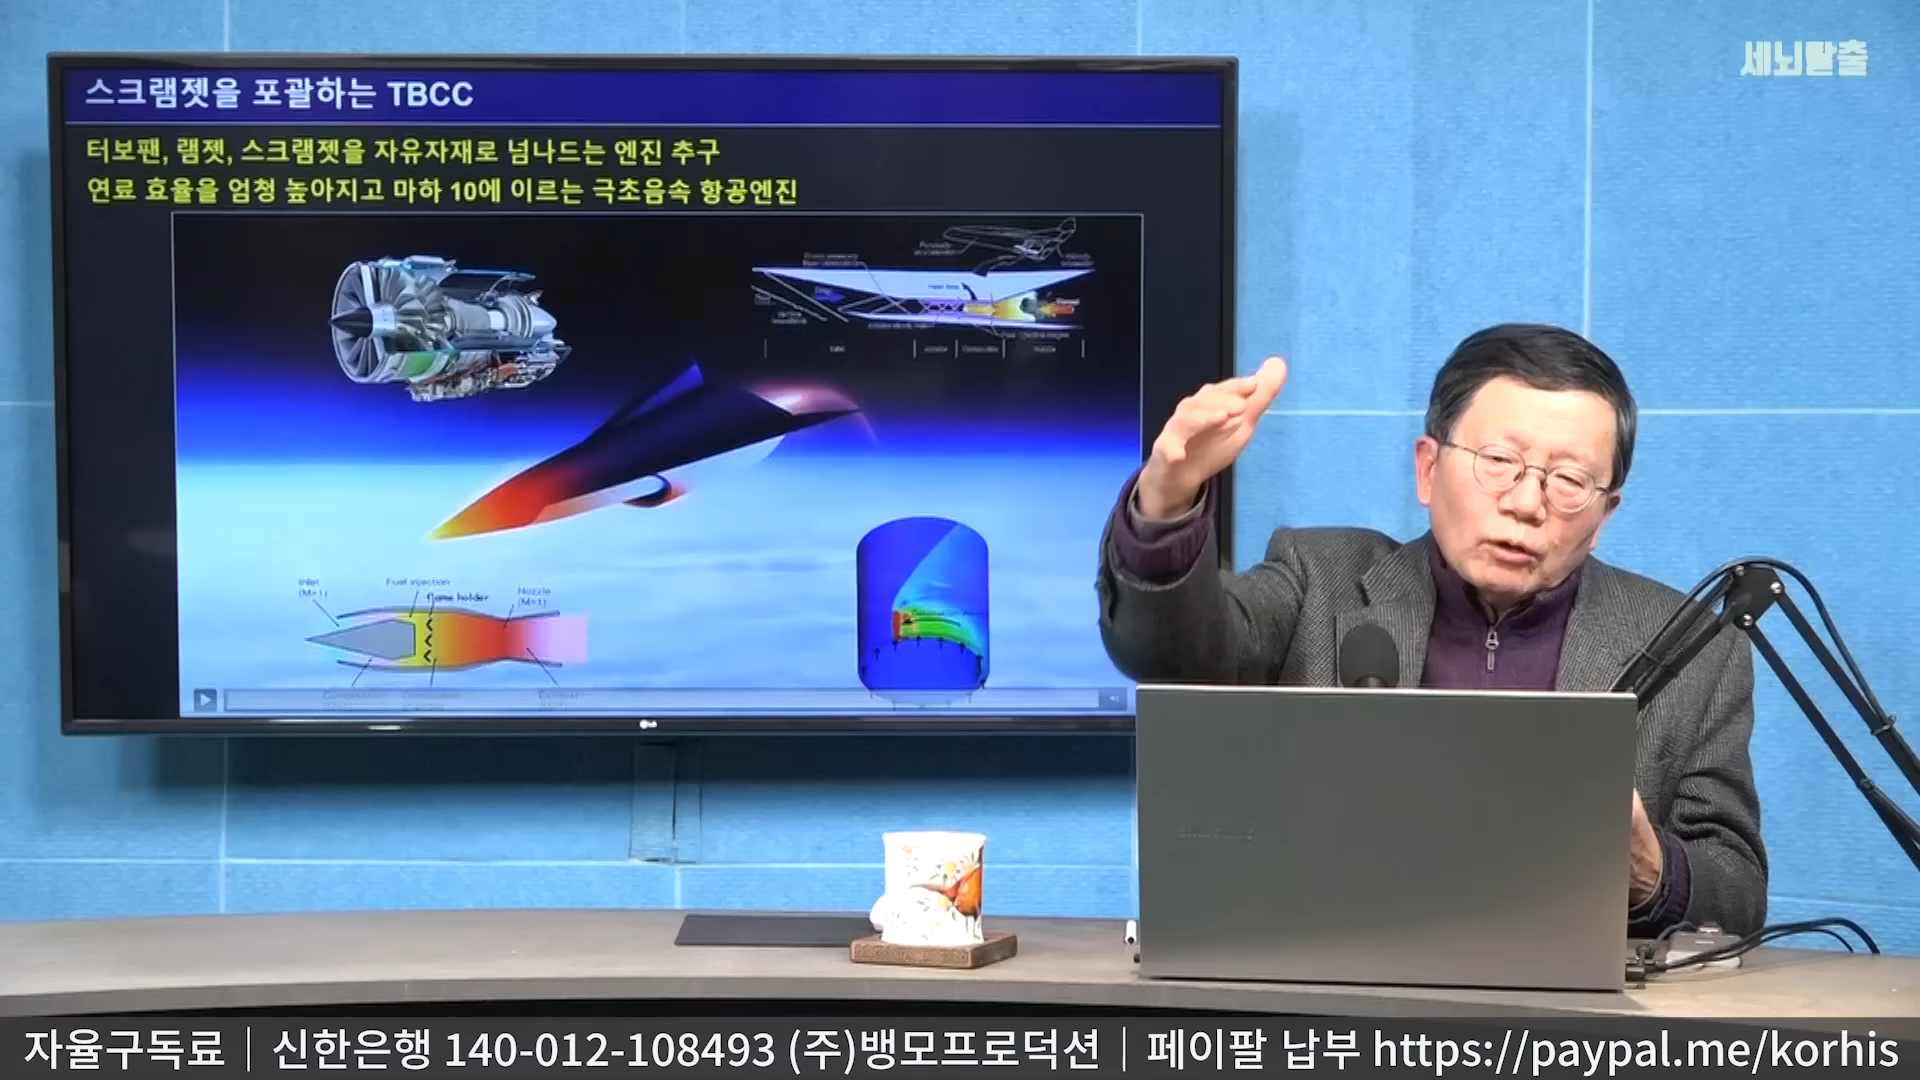 세뇌탈출
스크램젯을 포괄하는 TBCC
터보팬, 램젯, 스크램젯을 자유자재로 넘나드는 엔진 추구
연료 효율을 엄청 높아지고 마하 10에 이르는 극초음속 항공엔진
Inlet
(M=1)
Fuel injection
flame holder
Nozzle
(M=1)
LG
자율구독료｜신한은행 140-012-108493 (주)뱅모프로덕션｜페이팔 납부 https://paypal.me/korhis